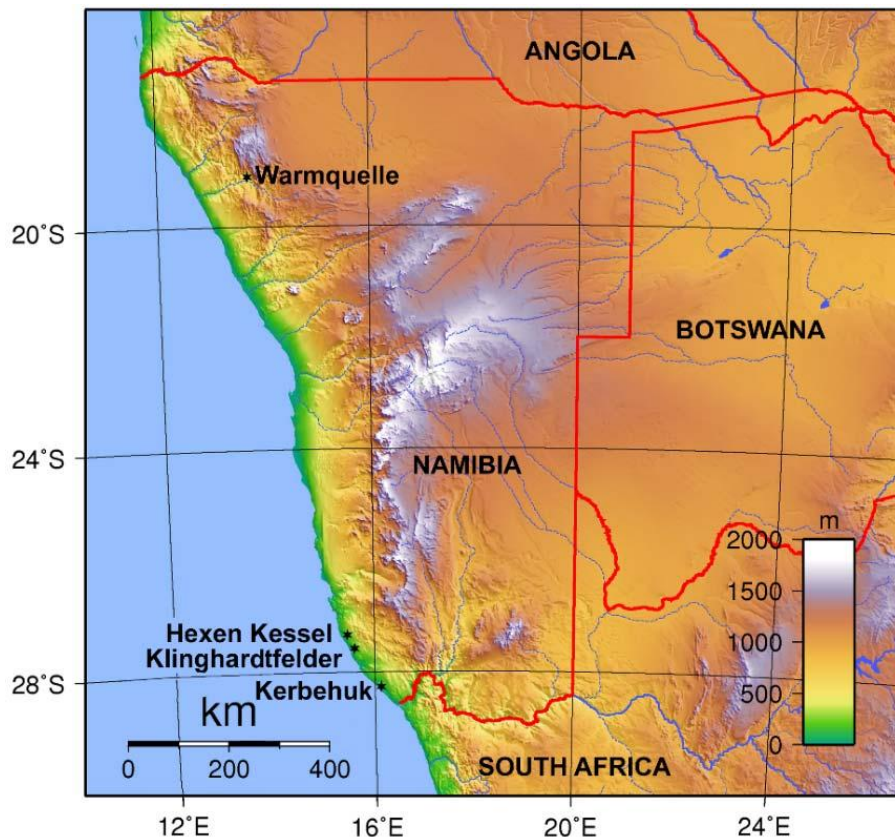 ANGOLA
Warmquelle
20°S
BOTSWANA
24°S
NAMIBIA
m
2000
1500
1000
500
0
Hexen Kessel
Klinghardtfelder
Kerbehuk
28°S
km
0 200 400
SOUTH AFRICA
12°E 16°E 20°E 24°E